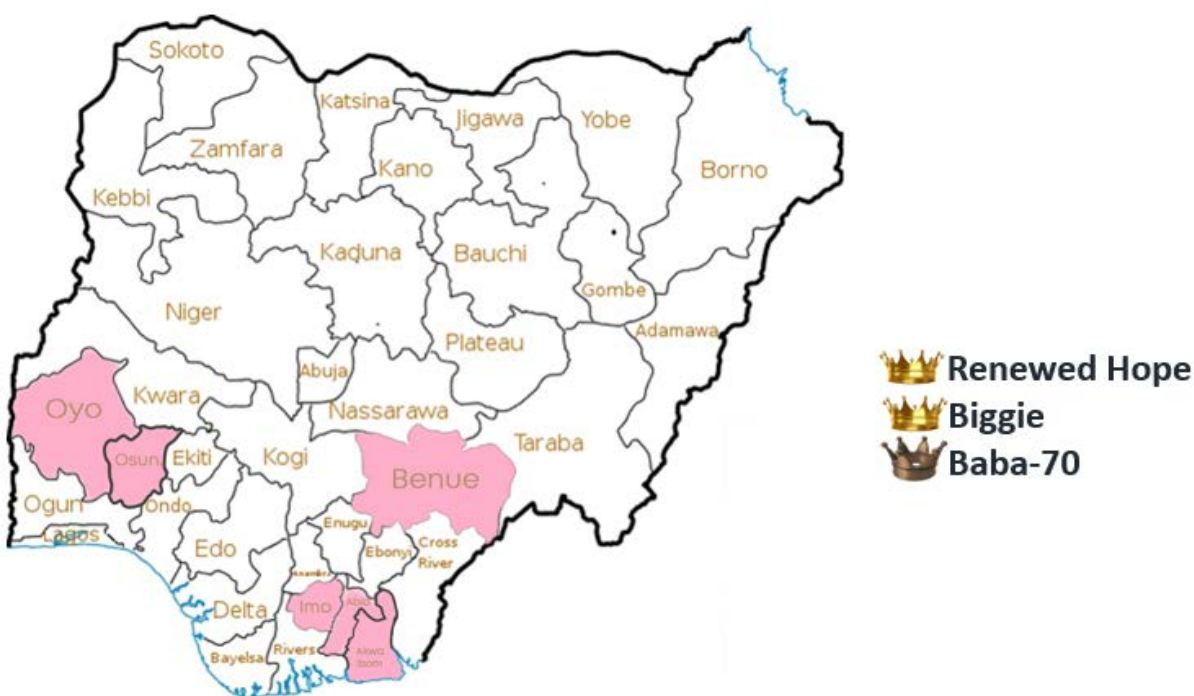 Sokoto
Katsina
Jigawa
Yobe
Zamfara
Kano
Borno
Kebbi
Kaduna
Bauchi
Gombe
Niger
Adamawa
Plateau
Abuja
Kwara
Oyo
Nassarawa
Taraba
Osun
Ekiti
Kogi
Benue
Ogun
Ondo
Enugu
Lagos
Edo
Ebonyi
Cross
River
Imo
Abia
Delta
Akwa
Ibom
Rivers
Bayelsa
Renewed Hope
Biggie
Baba-70